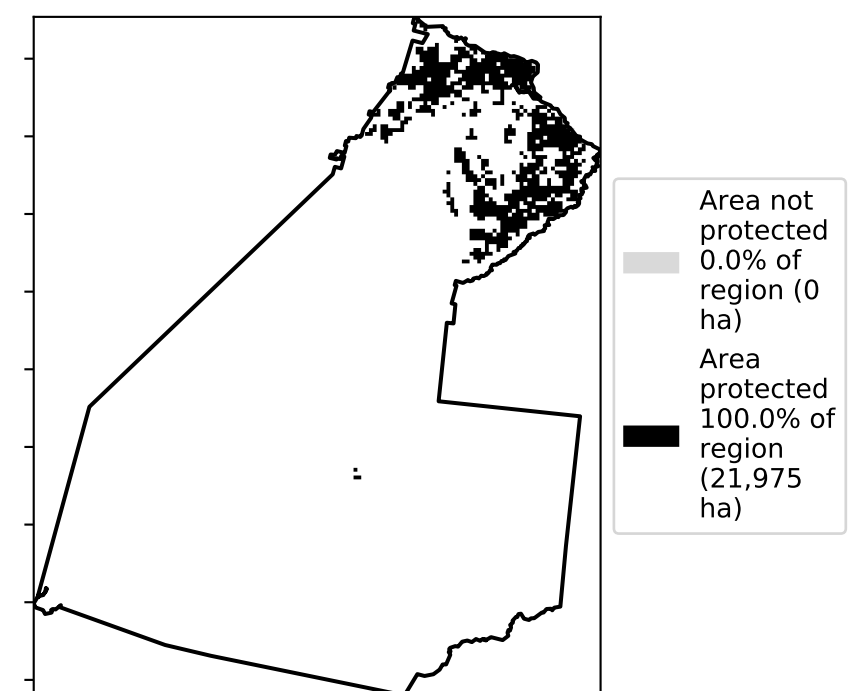 Area not
protected
0.0% of
region (0
ha)
Area
protected
100.0% of
region
(21,975
ha)